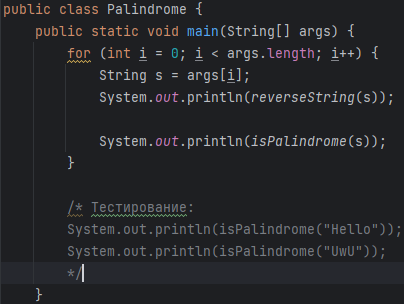 public class Palindrome {
    public static void main(String[] args) {
        for (int i = 0; i < args.length; i++) {
            String s = args[i];
            System.out.println(reverseString(s));

            System.out.println(isPalindrome(s));
        }

        /* Тестирование:
        System.out.println(isPalindrome("Hello"));
        System.out.println(isPalindrome("UwU"));
        */
    }